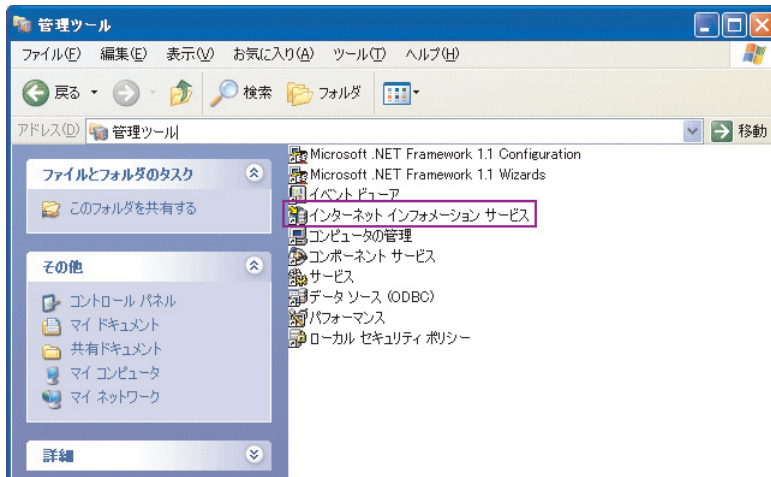 管理ツール
ファイル(F) 編集(E) 表示(V) お気に入り(A) ツール(T) ヘルプ(H)
戻る 検索 フォルダ
アドレス(D) 管理ツール 移動
ファイルとフォルダのタスク
このフォルダを共有する
その他
コントロール パネル
マイ ドキュメント
共有ドキュメント
マイ コンピュータ
マイ ネットワーク
詳細
Microsoft .NET Framework 1.1 Configuration
Microsoft .NET Framework 1.1 Wizards
イベント ビューア
インターネット インフォメーション サービス
コンピュータの管理
コンポーネント サービス
サービス
データ ソース (ODBC)
パフォーマンス
ローカル セキュリティ ポリシー